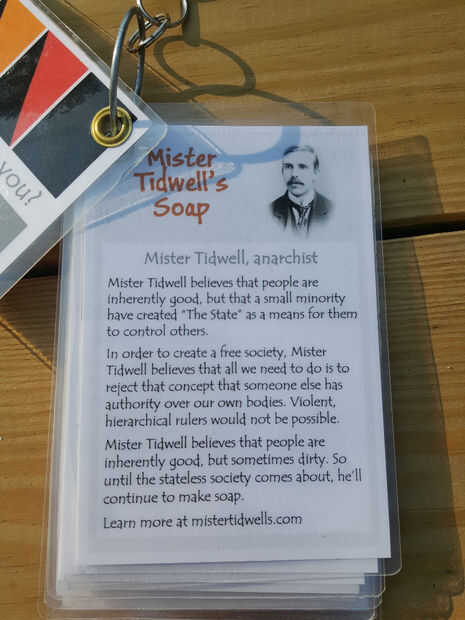 you?
Mister
Tidwell's
Soap
Mister Tidwell, anarchist
Mister Tidwell believes that people are
inherently good, but that a small minority
have created "The State" as a means for them
to control others.
In order to create a free society, Mister
Tidwell believes that all we need to do is to
reject that concept that someone else has
authority over our own bodies. Violent,
hierarchical rulers would not be possible.
Mister Tidwell believes that people are
inherently good, but sometimes dirty. So
until the stateless society comes about, he'll
continue to make soap.
Learn more at mistertidwells.com